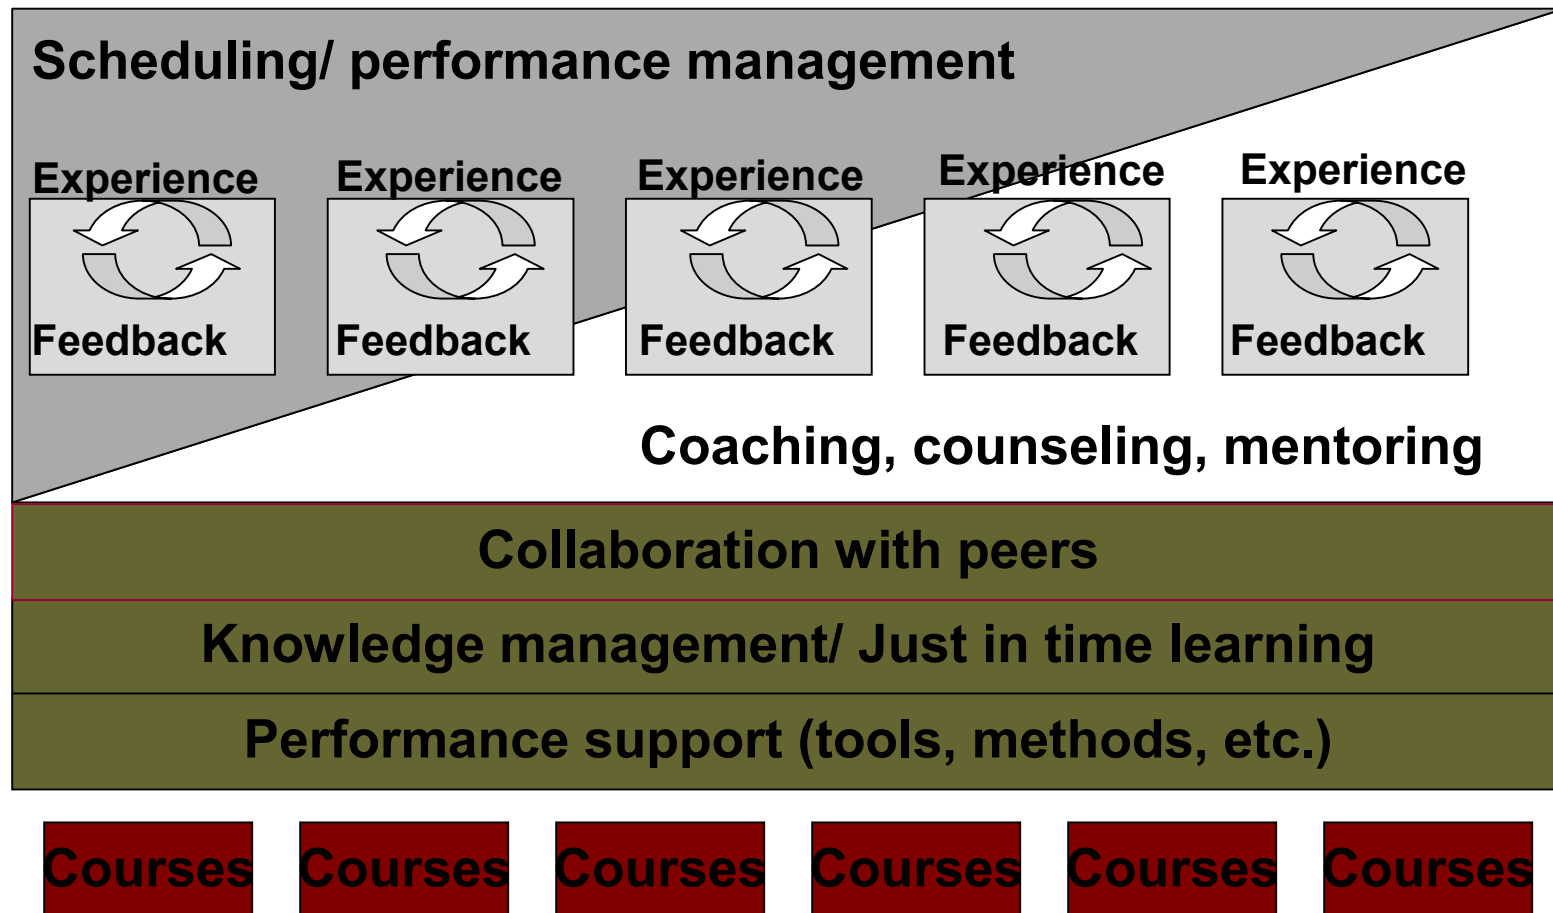 Scheduling/ performance management
Experience Experience Experience Experience Experience
Feedback Feedback Feedback Feedback Feedback
Coaching, counseling, mentoring
Collaboration with peers
Knowledge management/ Just in time learning
Performance support (tools, methods, etc.)
Courses Courses Courses Courses Courses Courses